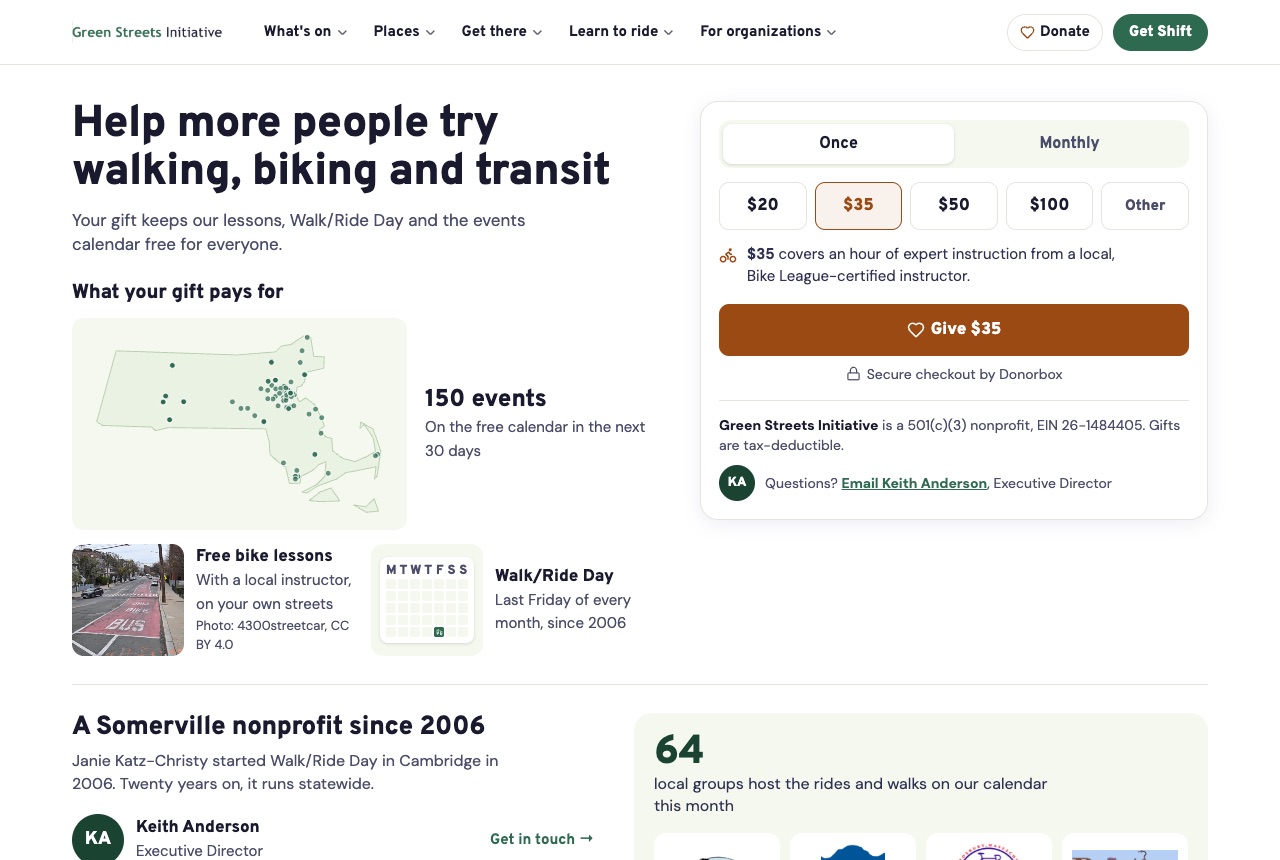 Green Streets Initiative
What's on
Places
Get there
Learn to ride
For organizations
Donate
Get Shift
Help more people try
walking, biking and transit
Your gift keeps our lessons, Walk/Ride Day and the events
calendar free for everyone.
What your gift pays for
150 events
On the free calendar in the next
30 days
BUS
Free bike lessons
With a local instructor,
on your own streets
Photo: 4300streetcar, CC
BY 4.0
M T W T F S S
Walk/Ride Day
Last Friday of every
month, since 2006
Once
Monthly
$20
$35
$50
$100
Other
$35 covers an hour of expert instruction from a local,
Bike League-certified instructor.
Give $35
Secure checkout by Donorbox
Green Streets Initiative is a 501(c)(3) nonprofit, EIN 26-1484405. Gifts
are tax-deductible.
KA
Questions? Email Keith Anderson, Executive Director
A Somerville nonprofit since 2006
Janie Katz-Christy started Walk/Ride Day in Cambridge in
2006. Twenty years on, it runs statewide.
KA
Keith Anderson
Executive Director
Get in touch →
64
local groups host the rides and walks on our calendar
this month